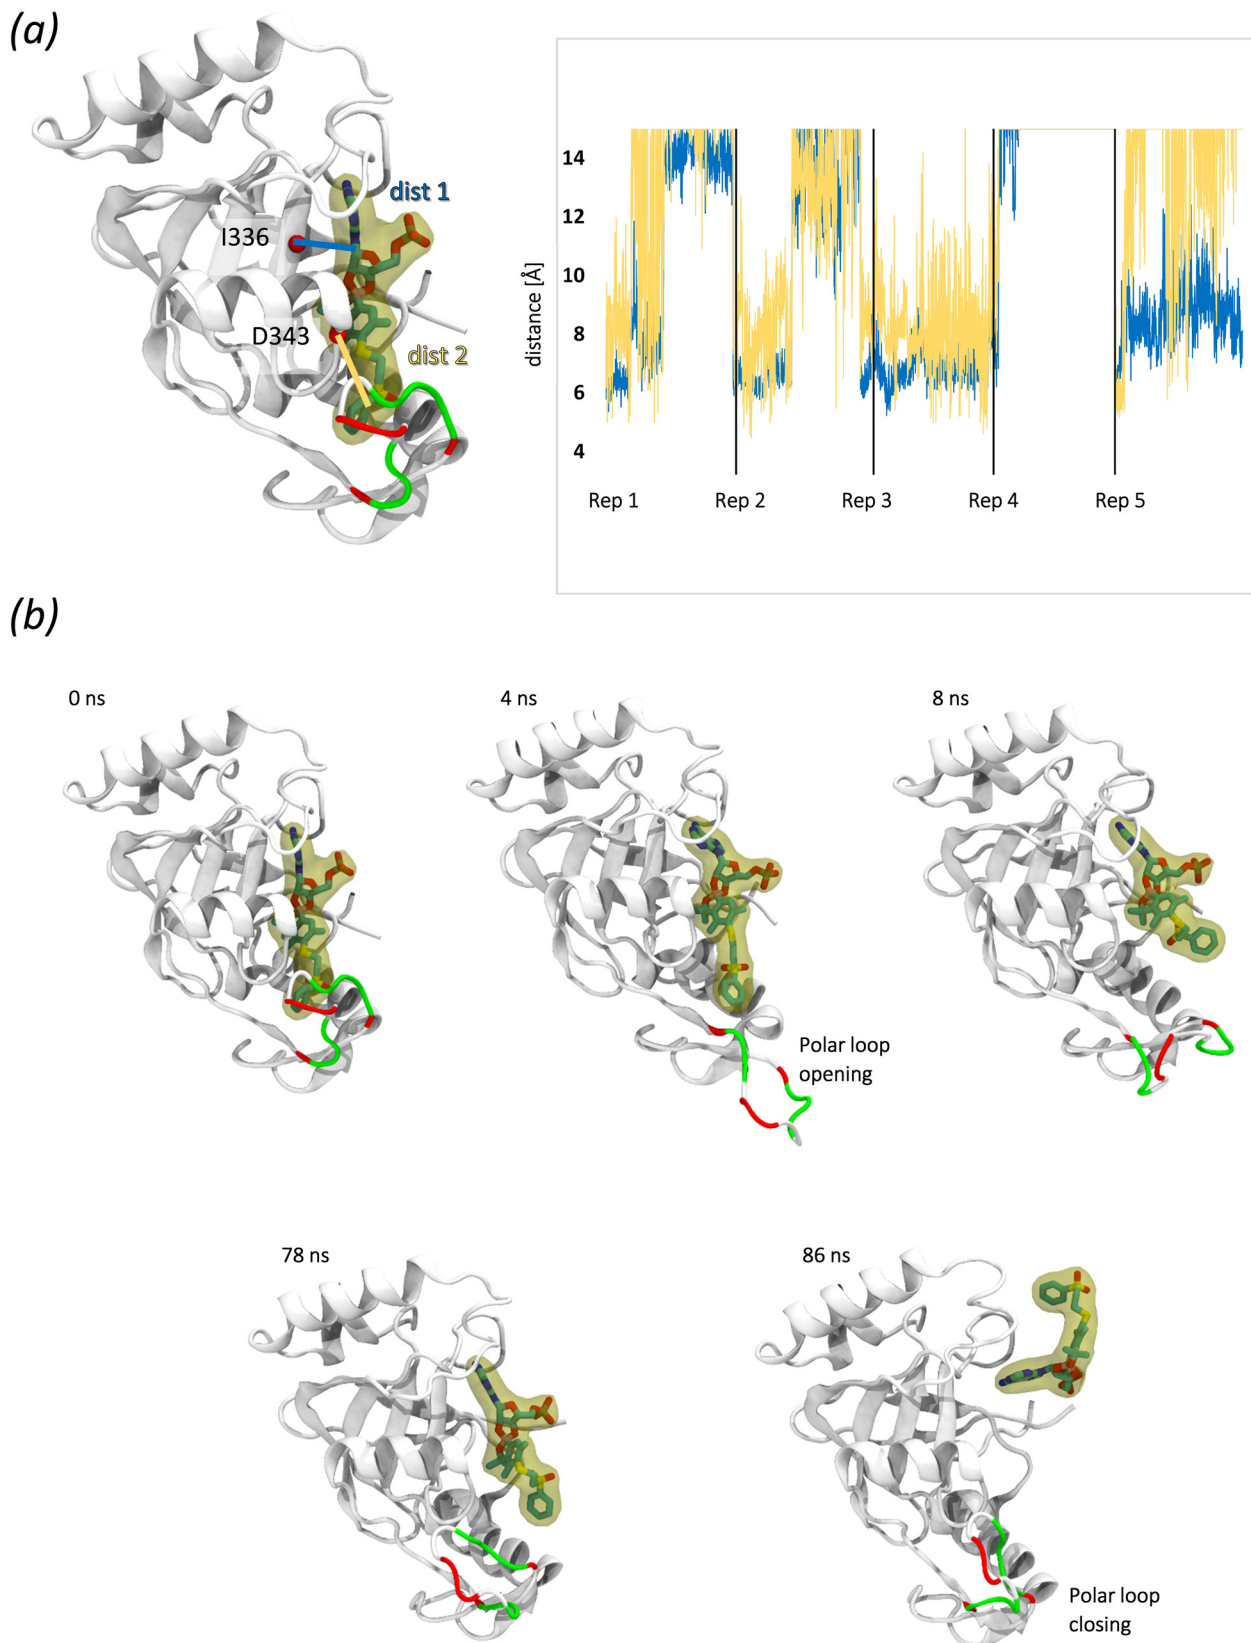 (a)
dist 1
I336
D343
dist 2
distance [Å]
14
12
10
8
6
4
Rep 1 Rep 2 Rep 3 Rep 4 Rep 5
(b)
0 ns
4 ns
8 ns
Polar loop
opening
78 ns
86 ns
Polar loop
closing